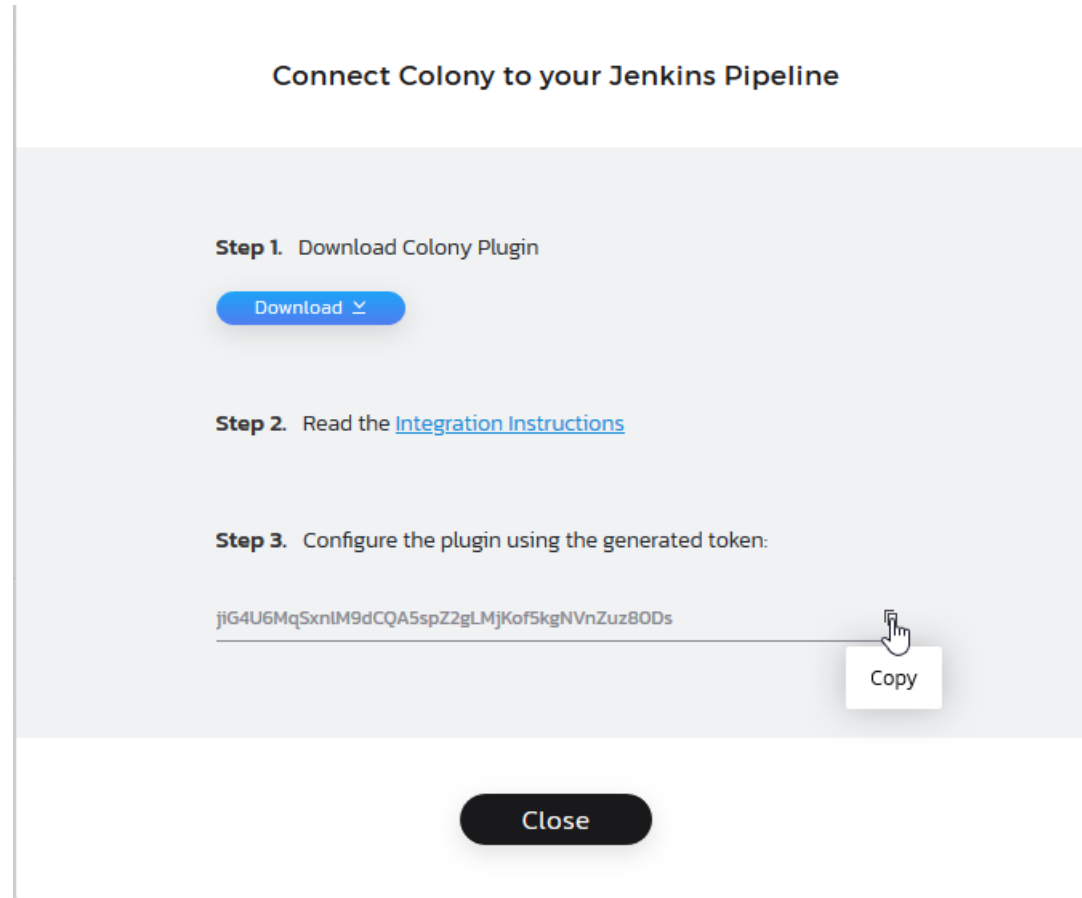 Connect Colony to your Jenkins Pipeline
Step 1. Download Colony Plugin
Download
Step 2. Read the Integration Instructions
Step 3. Configure the plugin using the generated token:
jiG4U6MqSxnlM9dCQA5spZ2gLMjKof5kgNVnZuz8ODs
Copy
Close